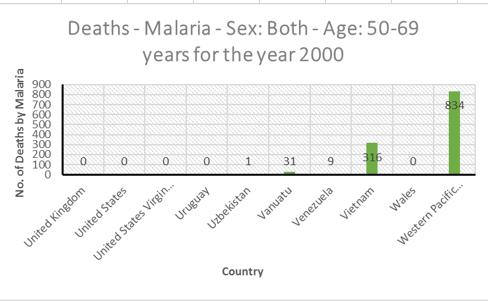 Deaths - Malaria - Sex: Both - Age: 50-69
years for the year 2000
No. of Deaths by Malaria
900
800
700
600
500
400
300
200
100
0
0
0
0
0
1
31
9
316
0
834
United Kingdom
United States
United States Virgin...
Uruguay
Uzbekistan
Vanuatu
Venezuela
Vietnam
Wales
Western Pacific...
Country